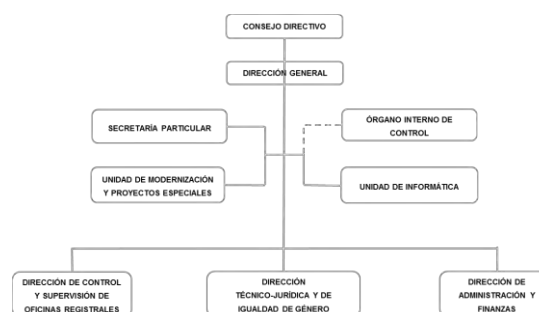 CONSEJO DIRECTIVO
DIRECCIÓN GENERAL
SECRETARÍA PARTICULAR
ÓRGANO INTERNO DE
CONTROL
UNIDAD DE MODERNIZACIÓN
Y PROYECTOS ESPECIALES
UNIDAD DE INFORMÁTICA
DIRECCIÓN DE CONTROL
Y SUPERVISIÓN DE
OFICINAS REGISTRALES
DIRECCIÓN
TÉCNICO-JURÍDICA Y DE
IGUALDAD DE GÉNERO
DIRECCIÓN DE
ADMINISTRACIÓN Y
FINANZAS